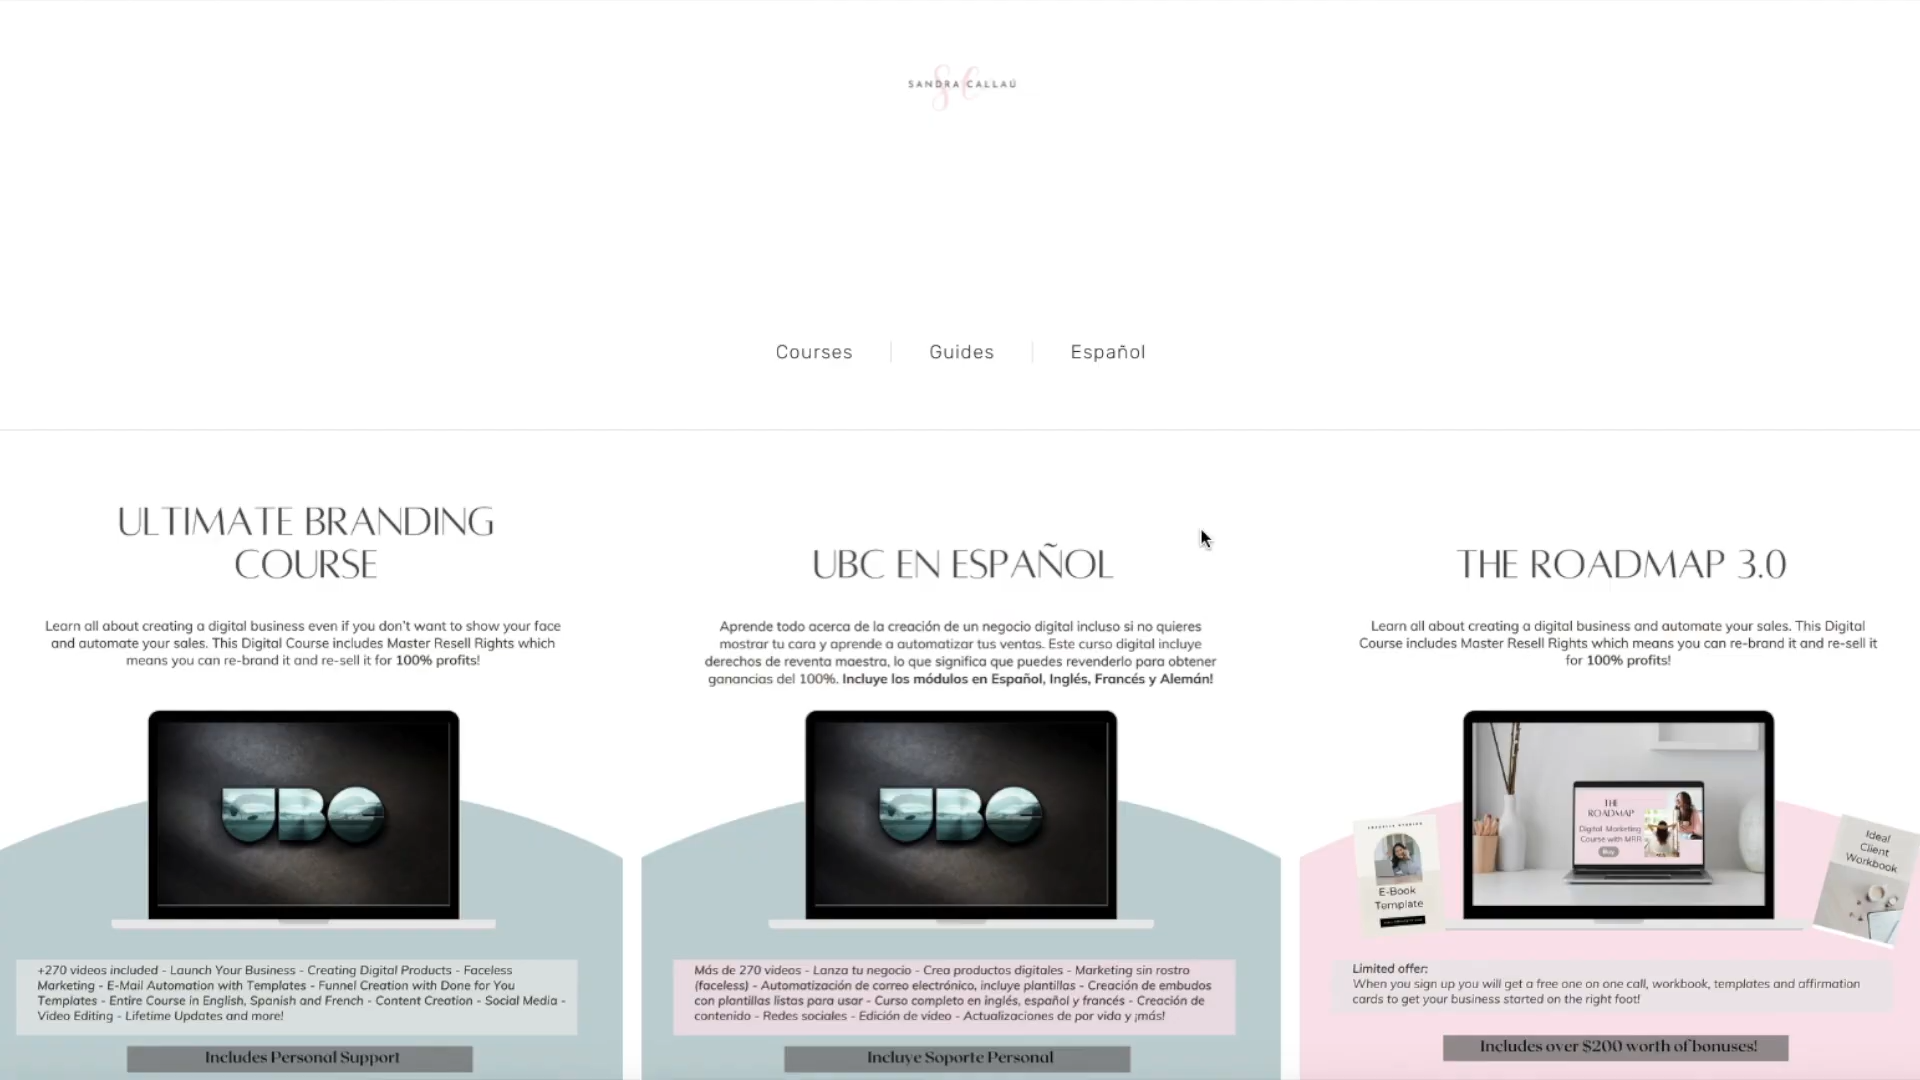 SANDRA CALLAÚ
Courses
Guides
Español
ULTIMATE BRANDING
COURSE
Learn all about creating a digital business even if you don't want to show your face
and automate your sales. This Digital Course includes Master Resell Rights which
means you can re-brand it and re-sell it for 100% profits!
UBC
+270 videos included - Launch Your Business - Creating Digital Products - Faceless
Marketing - E-Mail Automation with Templates - Funnel Creation with Done for You
Templates - Entire Course in English, Spanish and French - Content Creation - Social Media -
Video Editing - Lifetime Updates and more!
Includes Personal Support
UBC EN ESPAÑOL
Aprende todo acerca de la creación de un negocio digital incluso si no quieres
mostrar tu cara y aprende a automatizar tus ventas. Este curso digital incluye
derechos de reventa maestra, lo que significa que puedes revenderlo para obtener
ganancias del 100%. Incluye los módulos en Español, Inglés, Francés y Alemán!
UBC
Más de 270 videos - Lanza tu negocio - Crea productos digitales - Marketing sin rostro
(faceless) - Automatización de correo electrónico, incluye plantillas - Creación de embudos
con plantillas listas para usar - Curso completo en inglés, español y francés - Creación de
contenido - Redes sociales - Edición de video - Actualizaciones de por vida y ¡más!
Incluye Soporte Personal
THE ROADMAP 3.0
Learn all about creating a digital business and automate your sales. This Digital
Course includes Master Resell Rights which means you can re-brand it and re-sell it
for 100% profits!
THE
ROADMAP
Digital Marketing
Course with MRR
Buy
E-Book
Template
Ideal
Client
Workbook
Limited offer:
When you sign up you will get a free one on one call, workbook, templates and affirmation
cards to get your business started on the right foot!
Includes over $200 worth of bonuses!